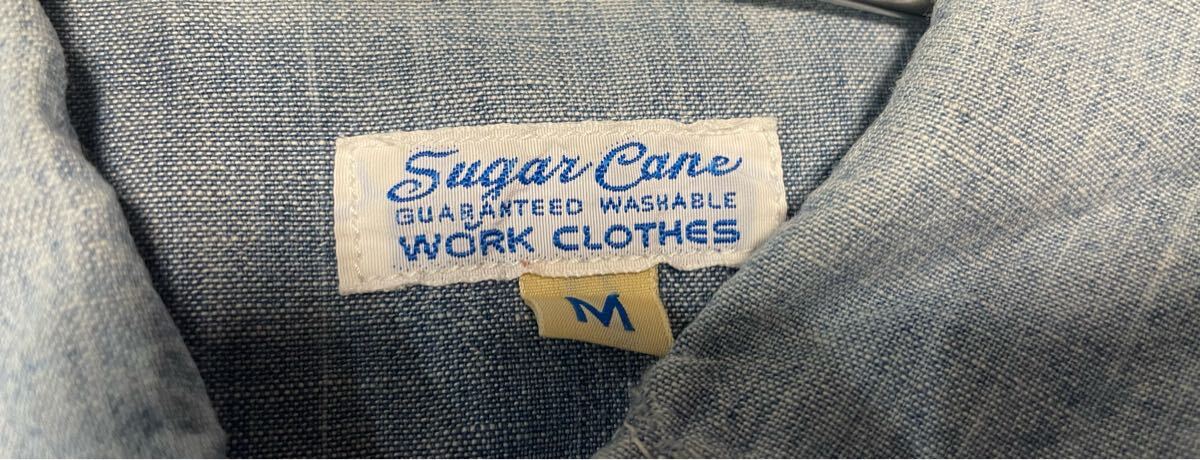 Sugar Cane
GUARANTEED WASHABLE
WORK CLOTHES
M